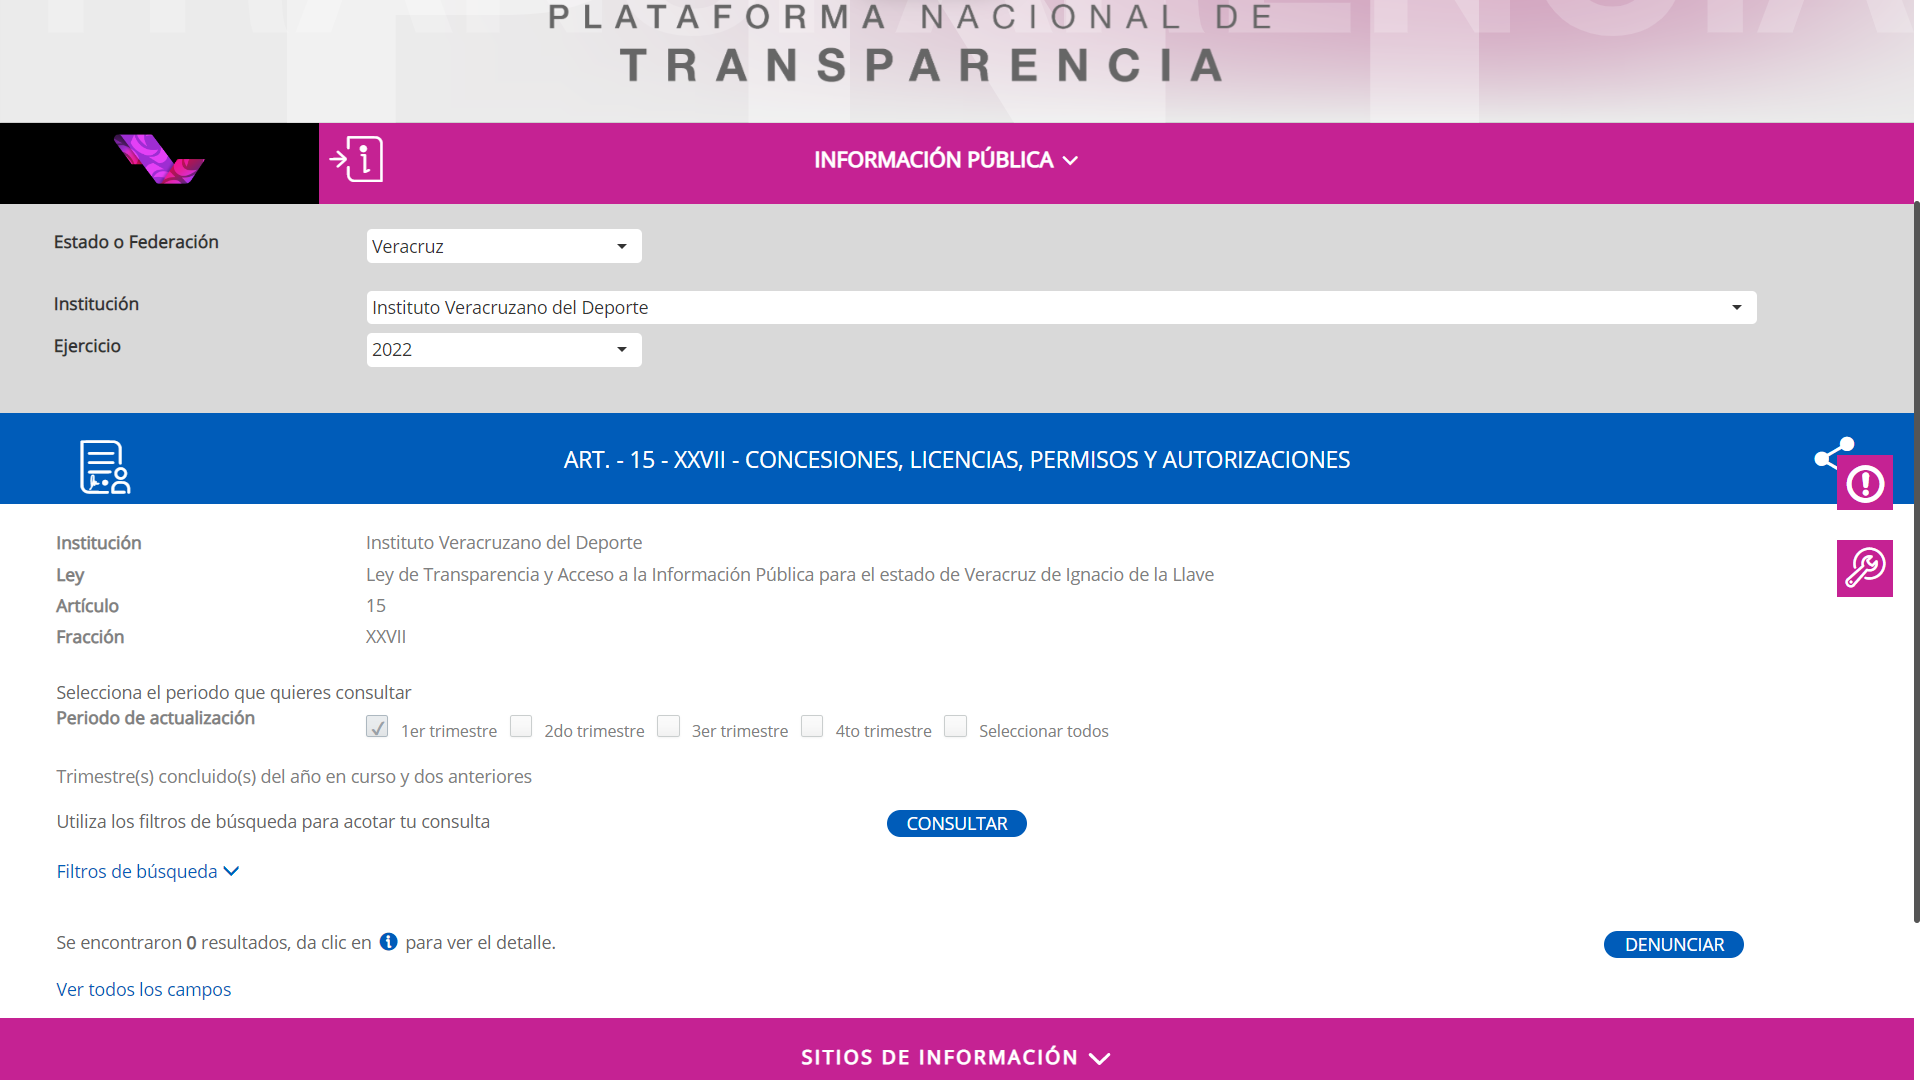 PLATAFORMA NACIONAL DE
TRANSPARENCIA
INFORMACIÓN PÚBLICA
Estado o Federación
Veracruz
Institución
Instituto Veracruzano del Deporte
Ejercicio
2022
ART. - 15 - XXVII - CONCESIONES, LICENCIAS, PERMISOS Y AUTORIZACIONES
Institución
Instituto Veracruzano del Deporte
Ley
Ley de Transparencia y Acceso a la Información Pública para el estado de Veracruz de Ignacio de la Llave
Artículo
15
Fracción
XXVII
Selecciona el periodo que quieres consultar
Periodo de actualización
1er trimestre 2do trimestre 3er trimestre 4to trimestre Seleccionar todos
Trimestre(s) concluido(s) del año en curso y dos anteriores
Utiliza los filtros de búsqueda para acotar tu consulta
CONSULTAR
Filtros de búsqueda
Se encontraron 0 resultados, da clic en i para ver el detalle.
DENUNCIAR
Ver todos los campos
SITIOS DE INFORMACIÓN